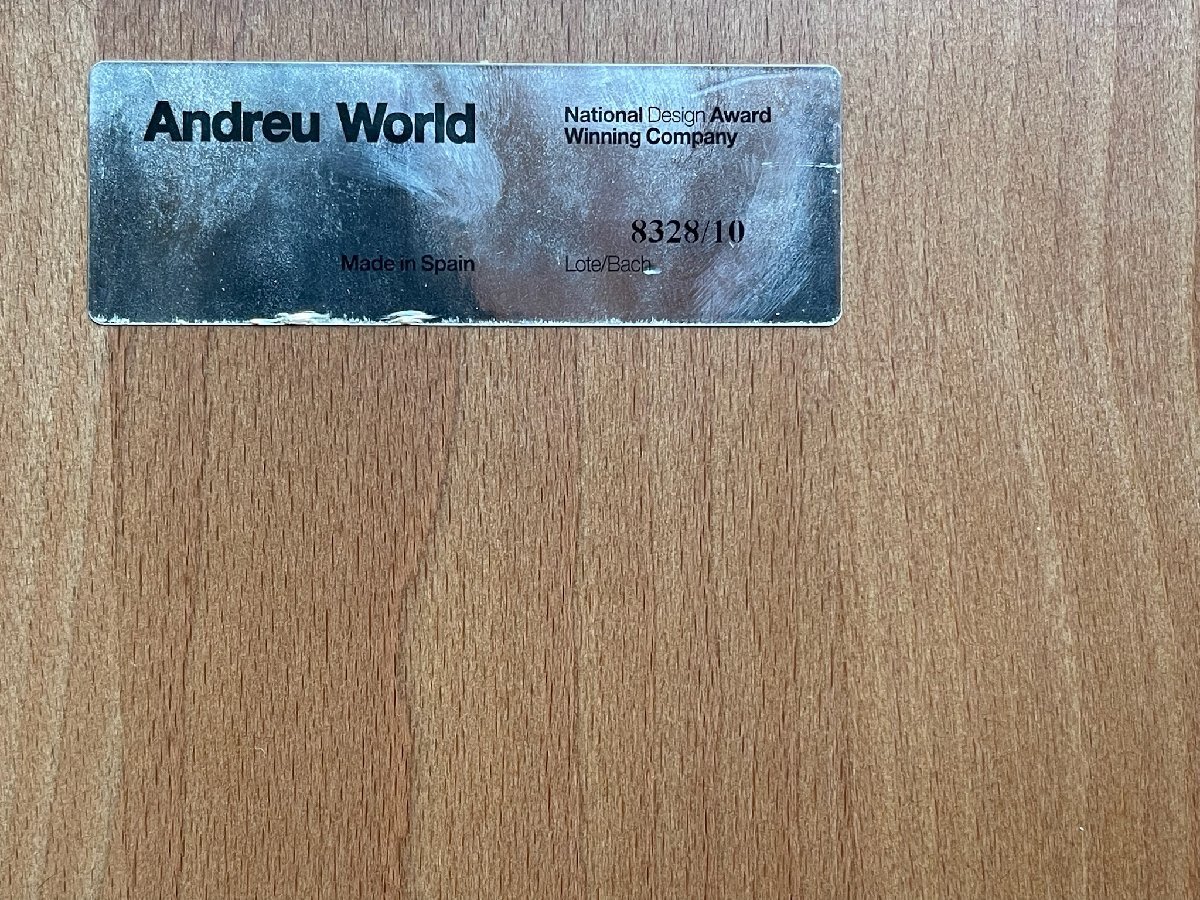 Andreu World
National Design Award
Winning Company
8328/10
Made in Spain
Lote/Bach